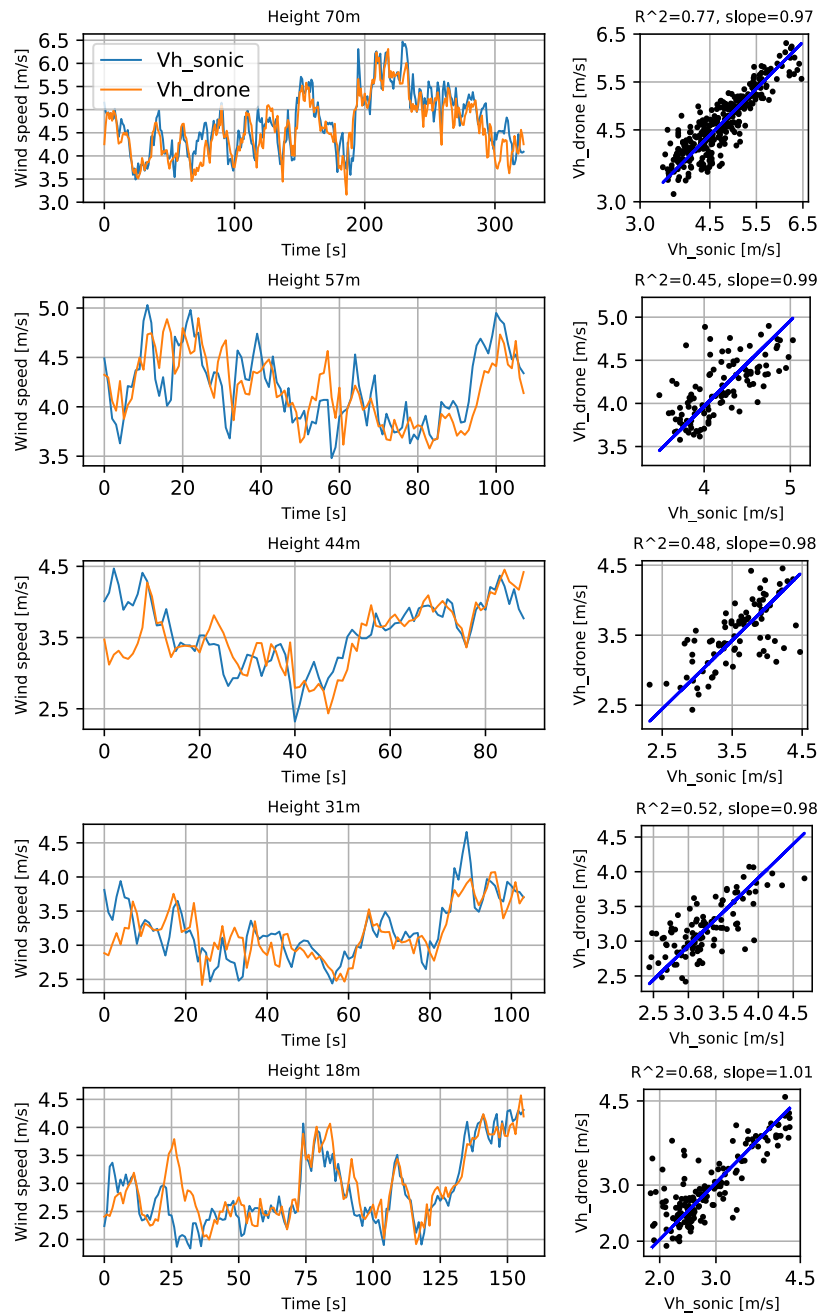 Height 70m
Wind speed [m/s]
6.5
6.0
5.5
5.0
4.5
4.0
3.5
3.0
Vh_sonic
Vh_drone
0
100
200
300
Time [s]
R^2=0.77, slope=0.97
Vh_drone [m/s]
6.5
5.5
4.5
3.0
3.0
4.5
5.5
6.5
Vh_sonic [m/s]
Height 57m
Wind speed [m/s]
5.0
4.5
4.0
3.5
0
20
40
60
80
100
Time [s]
R^2=0.45, slope=0.99
Vh_drone [m/s]
5.0
4.5
4.0
3.5
4
5
Vh_sonic [m/s]
Height 44m
Wind speed [m/s]
4.5
3.5
2.5
0
20
40
60
80
Time [s]
R^2=0.48, slope=0.98
Vh_drone [m/s]
4.5
3.5
2.5
2.5
3.5
4.5
Vh_sonic [m/s]
Height 31m
Wind speed [m/s]
4.5
4.0
3.5
3.0
2.5
0
20
40
60
80
100
Time [s]
R^2=0.52, slope=0.98
Vh_drone [m/s]
4.5
4.0
3.5
3.0
2.5
2.5
3.0
3.5
4.0
4.5
Vh_sonic [m/s]
Height 18m
Wind speed [m/s]
4.5
4.0
3.5
3.0
2.5
2.0
0
25
50
75
100
125
150
Time [s]
R^2=0.68, slope=1.01
Vh_drone [m/s]
4.5
3.0
2.0
2.0
3.0
4.5
Vh_sonic [m/s]